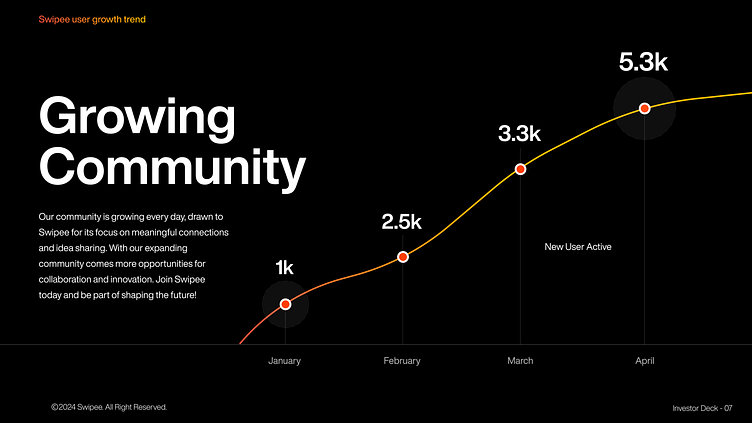 Swipee user growth trend
Growing
Community
Our community is growing every day, drawn to
Swipee for its focus on meaningful connections
and idea sharing. With our expanding
community comes more opportunities for
collaboration and innovation. Join Swipee
today and be part of shaping the future!
1k
2.5k
3.3k
5.3k
New User Active
January
February
March
April
©2024 Swipee. All Right Reserved.
Investor Deck - 07